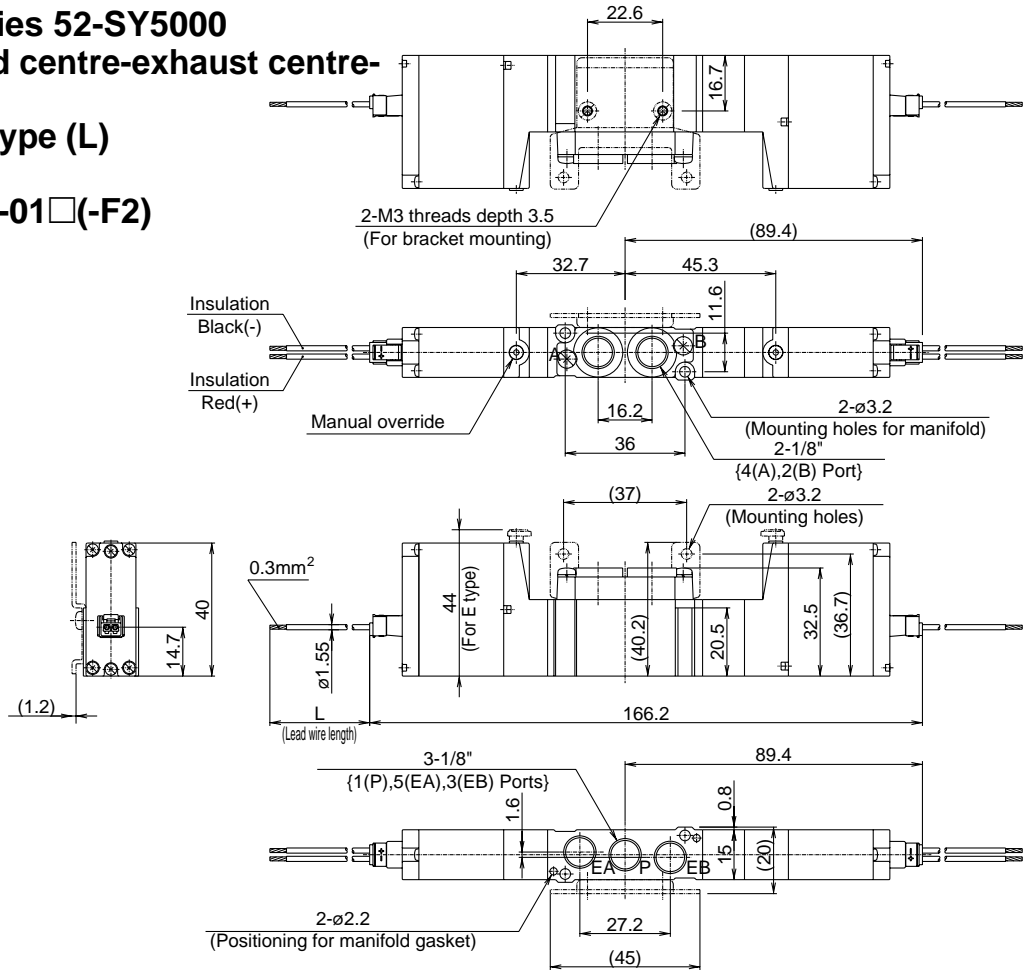 ies 52-SY5000
d centre-exhaust centre-
ype (L)
-01□(-F2)
22.6
16.7
2-M3 threads depth 3.5
(For bracket mounting)
(89.4)
32.7
45.3
11.6
Insulation
Black(-)
A
B
Insulation
Red(+)
Manual override
16.2
36
2-ø3.2
(Mounting holes for manifold)
2-1/8"
{4(A),2(B) Port}
(37)
2-ø3.2
(Mounting holes)
0.3mm²
40
14.7
(1.2)
ø1.55
44
(For E type)
(40.2)
20.5
32.5
(36.7)
L
(Lead wire length)
166.2
3-1/8"
{1(P),5(EA),3(EB) Ports}
89.4
1.6
0.8
EA
P
EB
15
(20)
2-ø2.2
(Positioning for manifold gasket)
27.2
(45)